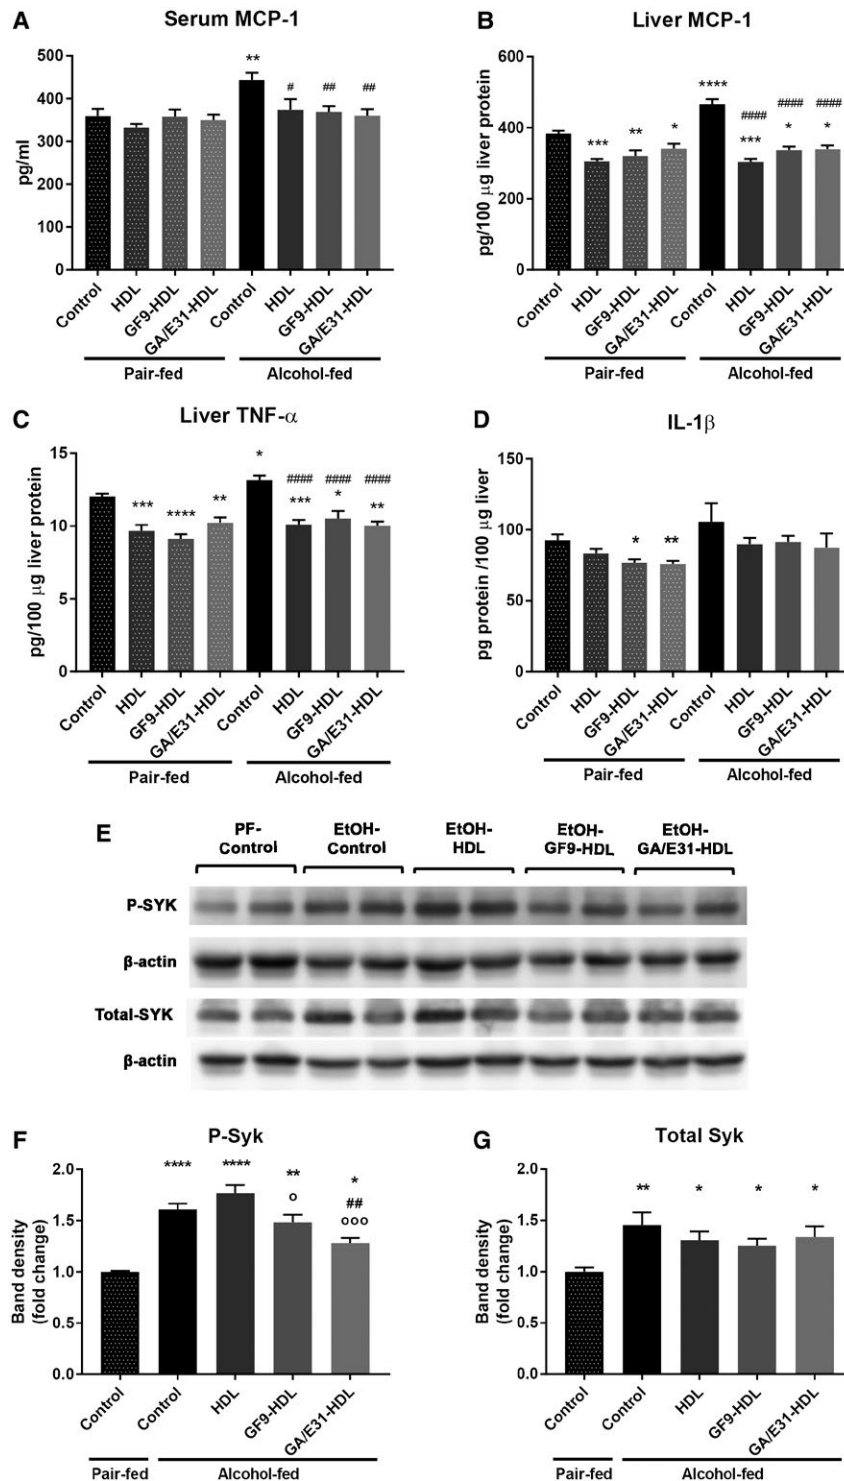 A
Serum MCP-1
pg/ml
500
400
300
200
100
0
**
#
##
##
Control
HDL
GF9-HDL
GA/E31-HDL
Control
HDL
GF9-HDL
GA/E31-HDL
Pair-fed
Alcohol-fed
B
Liver MCP-1
pg/100 μg liver protein
600
400
200
0
***
**
*
****
####
***
####
*
####
*
Control
HDL
GF9-HDL
GA/E31-HDL
Control
HDL
GF9-HDL
GA/E31-HDL
Pair-fed
Alcohol-fed
C
Liver TNF-α
pg/100 μg liver protein
15
10
5
0
***
****
**
*
####
***
####
*
####
**
Control
HDL
GF9-HDL
GA/E31-HDL
Control
HDL
GF9-HDL
GA/E31-HDL
Pair-fed
Alcohol-fed
D
IL-1β
pg protein /100 μg liver
150
100
50
0
*
**
Control
HDL
GF9-HDL
GA/E31-HDL
Control
HDL
GF9-HDL
GA/E31-HDL
Pair-fed
Alcohol-fed
E
PF-
Control
EtOH-
Control
EtOH-
HDL
EtOH-
GF9-HDL
EtOH-
GA/E31-HDL
P-SYK
β-actin
Total-SYK
β-actin
F
P-Syk
Band density
(fold change)
2.0
1.5
1.0
0.5
0.0
****
****
**
o
*
##
ooo
Control
Control
HDL
GF9-HDL
GA/E31-HDL
Pair-fed
Alcohol-fed
G
Total Syk
Band density
(fold change)
2.0
1.5
1.0
0.5
0.0
**
*
*
*
Control
Control
HDL
GF9-HDL
GA/E31-HDL
Pair-fed
Alcohol-fed